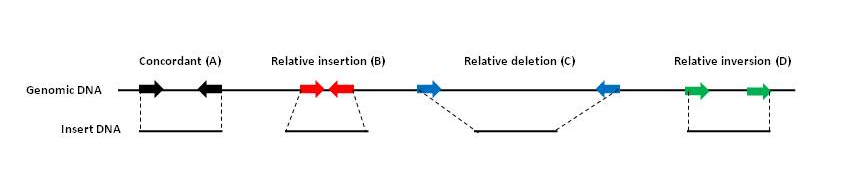 Concordant (A) Relative insertion (B) Relative deletion (C) Relative inversion (D)
Genomic DNA
Insert DNA